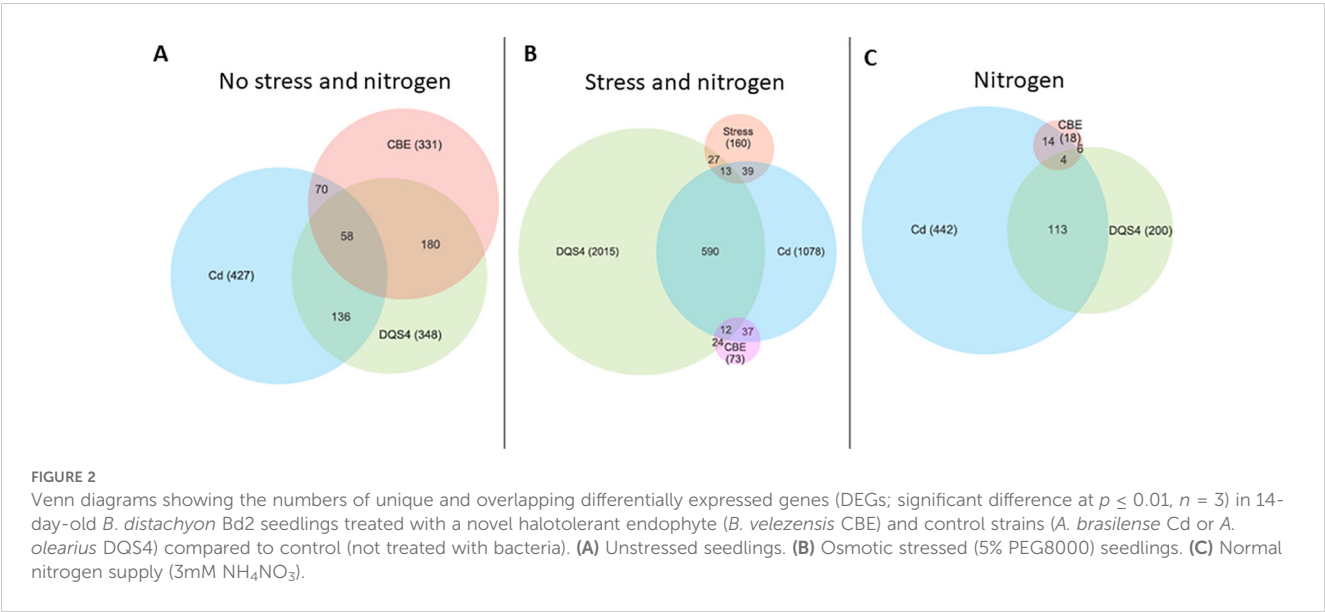 A
No stress and nitrogen
CBE (331)
70
58
180
Cd (427)
136
DQS4 (348)
B
Stress and nitrogen
Stress
(160)
27
13 39
DQS4 (2015)
590
Cd (1078)
12 37
24 CBE
(73)
C
Nitrogen
CBE
14 (18)
6
4
Cd (442)
113
DQS4 (200)
FIGURE 2
Venn diagrams showing the numbers of unique and overlapping differentially expressed genes (DEGs; significant difference at p ≤ 0.01, n = 3) in 14-
day-old B. distachyon Bd2 seedlings treated with a novel halotolerant endophyte (B. velezensis CBE) and control strains (A. brasilense Cd or A.
olearius DQS4) compared to control (not treated with bacteria). (A) Unstressed seedlings. (B) Osmotic stressed (5% PEG8000) seedlings. (C) Normal
nitrogen supply (3mM NH₄NO₃).